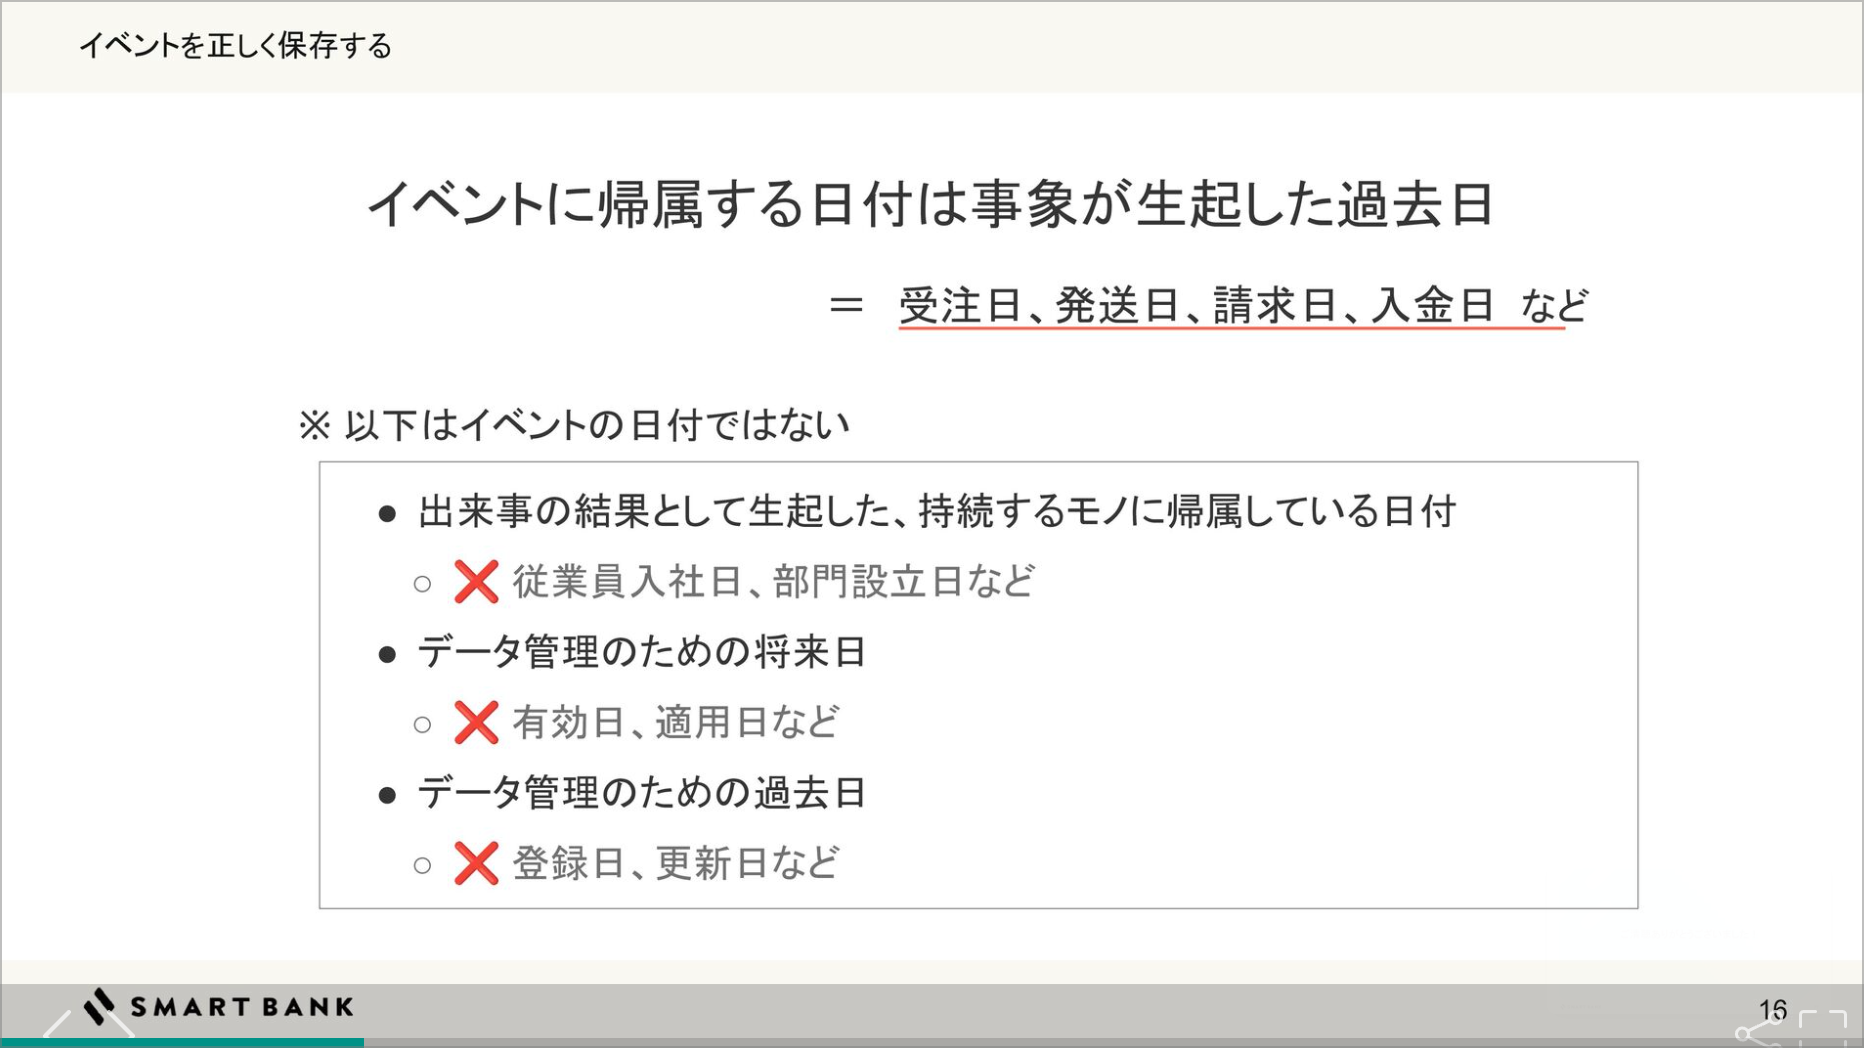 イベントを正しく保存する
イベントに帰属する日付は事象が生起した過去日
＝ 受注日、発送日、請求日、入金日 など
※ 以下はイベントの日付ではない
● 出来事の結果として生起した、持続するモノに帰属している日付
○ ❌ 従業員入社日、部門設立日など
● データ管理のための将来日
○ ❌ 有効日、適用日など
● データ管理のための過去日
○ ❌ 登録日、更新日など
SMART BANK
16